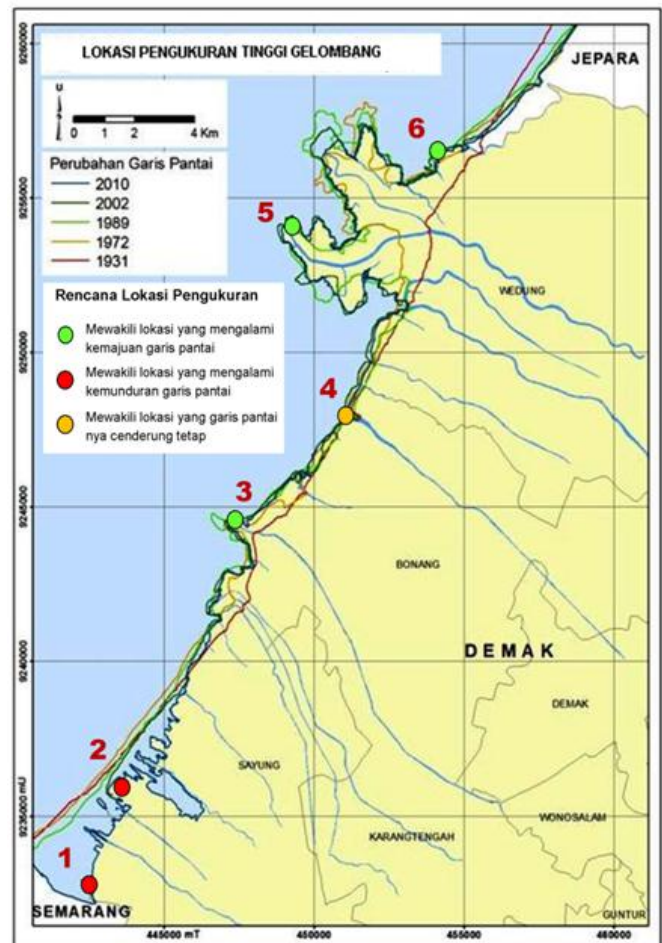 LOKASI PENGUKURAN TINGGI GELOMBANG
JEPARA
U
0 1 2 4 Km
Perubahan Garis Pantai
2010
2002
1989
1972
1931
Rencana Lokasi Pengukuran
Mewakili lokasi yang mengalami
kemajuan garis pantai
Mewakili lokasi yang mengalami
kemunduran garis pantai
Mewakili lokasi yang garis pantai
nya cenderung tetap
6
5
WEDUNG
4
3
BONANG
DEMAK
DEMAK
2
SAYUNG
WONOSALAM
KARANGTENGAH
1
SEMARANG
GUNTUR
9260000
9255000
9250000
9245000
9240000
9235000 mU
445000 mT
450000
455000
460000